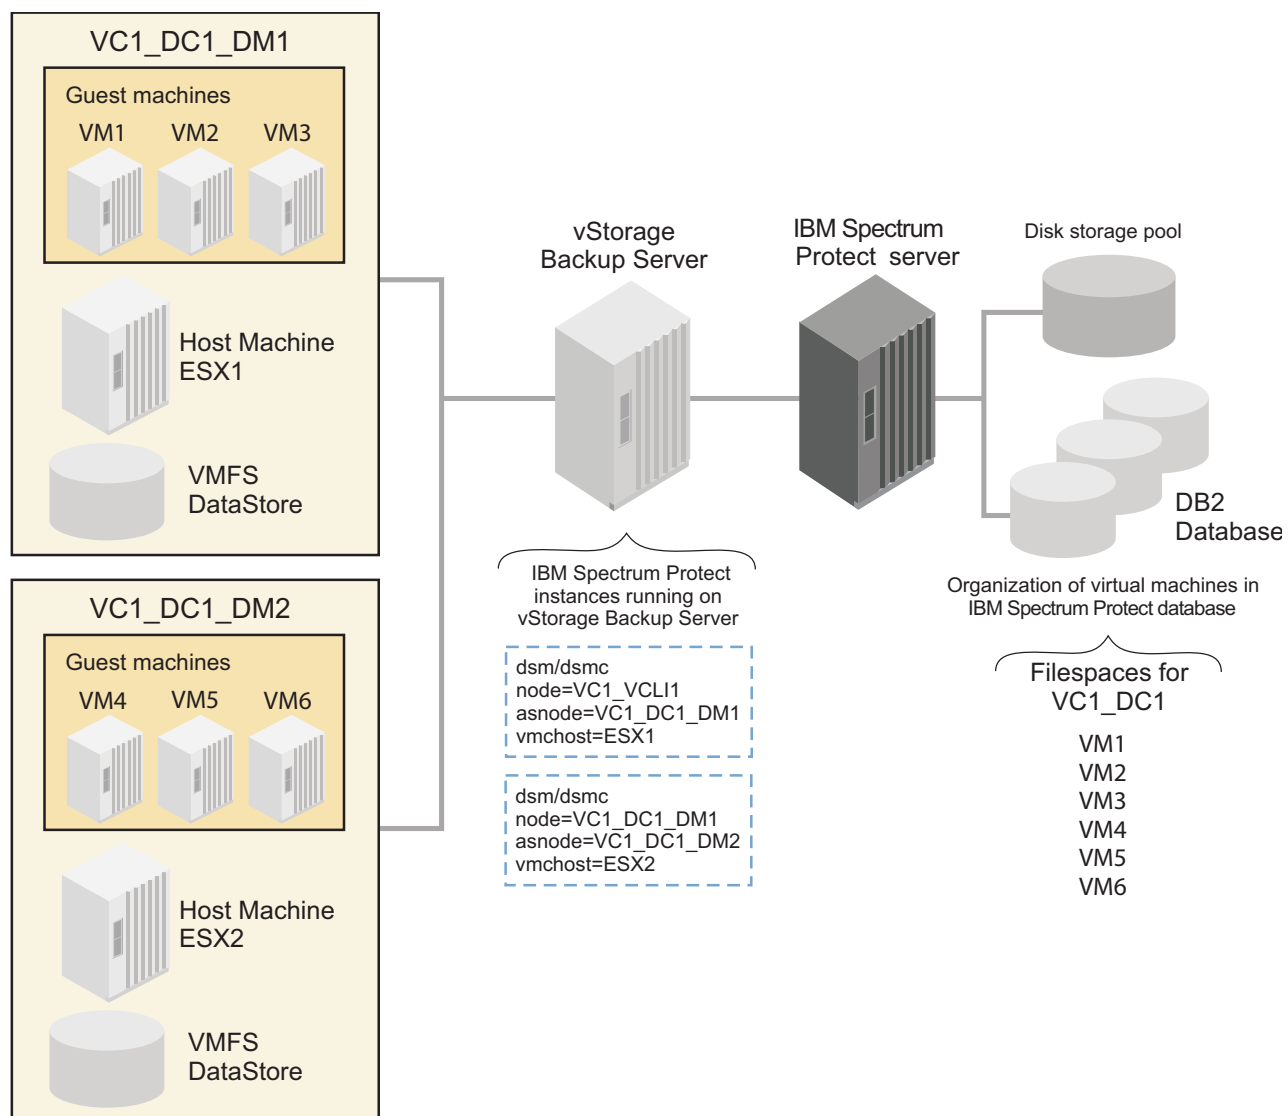 VC1_DC1_DM1
Guest machines
VM1 VM2 VM3
Host Machine
ESX1
VMFS
DataStore
VC1_DC1_DM2
Guest machines
VM4 VM5 VM6
Host Machine
ESX2
VMFS
DataStore
vStorage
Backup Server
IBM Spectrum Protect
instances running on
vStorage Backup Server
dsm/dsmc
node=VC1_VCLI1
asnode=VC1_DC1_DM1
vmchost=ESX1
dsm/dsmc
node=VC1_DC1_DM1
asnode=VC1_DC1_DM2
vmchost=ESX2
IBM Spectrum
Protect server
Disk storage pool
DB2
Database
Organization of virtual machines in
IBM Spectrum Protect database
Filespaces for
VC1_DC1
VM1
VM2
VM3
VM4
VM5
VM6